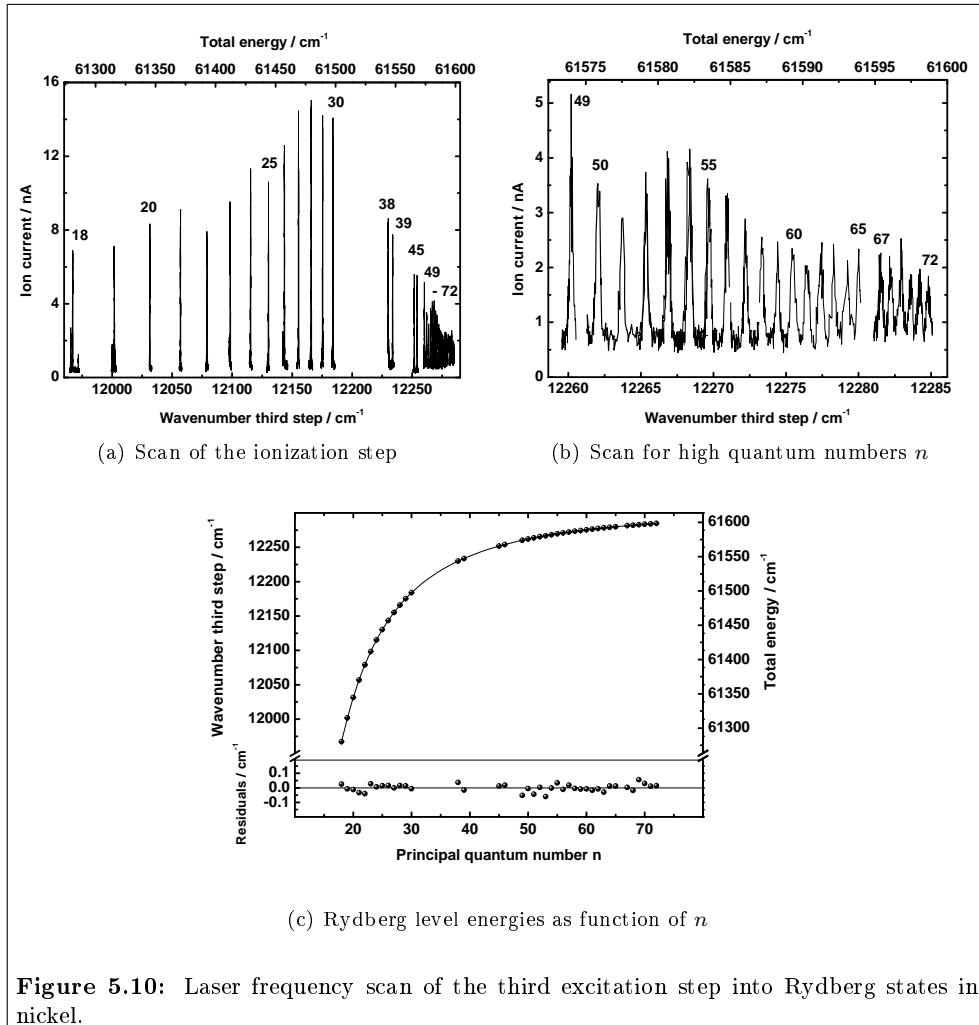 Total energy / cm⁻¹
61300 61350 61400 61450 61500 61550 61600
16
12
8
4
0
Ion current / nA
18
20
25
30
38
39
45
49
- 72
12000 12050 12100 12150 12200 12250
Wavenumber third step / cm⁻¹
(a) Scan of the ionization step
Total energy / cm⁻¹
61575 61580 61585 61590 61595 61600
5
4
3
2
1
0
Ion current / nA
49
50
55
60
65
67
72
12260 12265 12270 12275 12280 12285
Wavenumber third step / cm⁻¹
(b) Scan for high quantum numbers n
Wavenumber third step / cm⁻¹
12250
12200
12150
12100
12050
12000
Total energy / cm⁻¹
61600
61550
61500
61450
61400
61350
61300
Residuals / cm⁻¹
0.1
0.0
-0.1
20 30 40 50 60 70
Principal quantum number n
(c) Rydberg level energies as function of n
Figure 5.10: Laser frequency scan of the third excitation step into Rydberg states in
nickel.